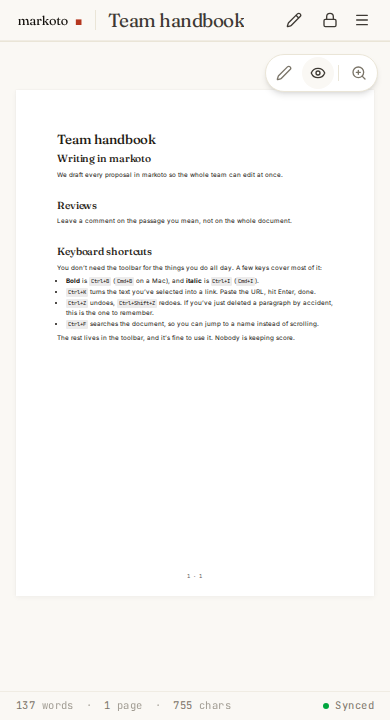 markoto
Team handbook
Team handbook
Writing in markoto
We draft every proposal in markoto so the whole team can edit at once.
Reviews
Leave a comment on the passage you mean, not on the whole document.
Keyboard shortcuts
You don't need the toolbar for the things you do all day. A few keys cover most of it:
• Bold is Ctrl+B (Cmd+B on a Mac), and italic is Ctrl+I (Cmd+I).
• Ctrl+K turns the text you've selected into a link. Paste the URL, hit Enter, done.
• Ctrl+Z undoes, Ctrl+Shift+Z redoes. If you've just deleted a paragraph by accident,
this is the one to remember.
• Ctrl+F searches the document, so you can jump to a name instead of scrolling.
The rest lives in the toolbar, and it's fine to use it. Nobody is keeping score.
1 - 1
137 words · 1 page · 755 chars
Synced